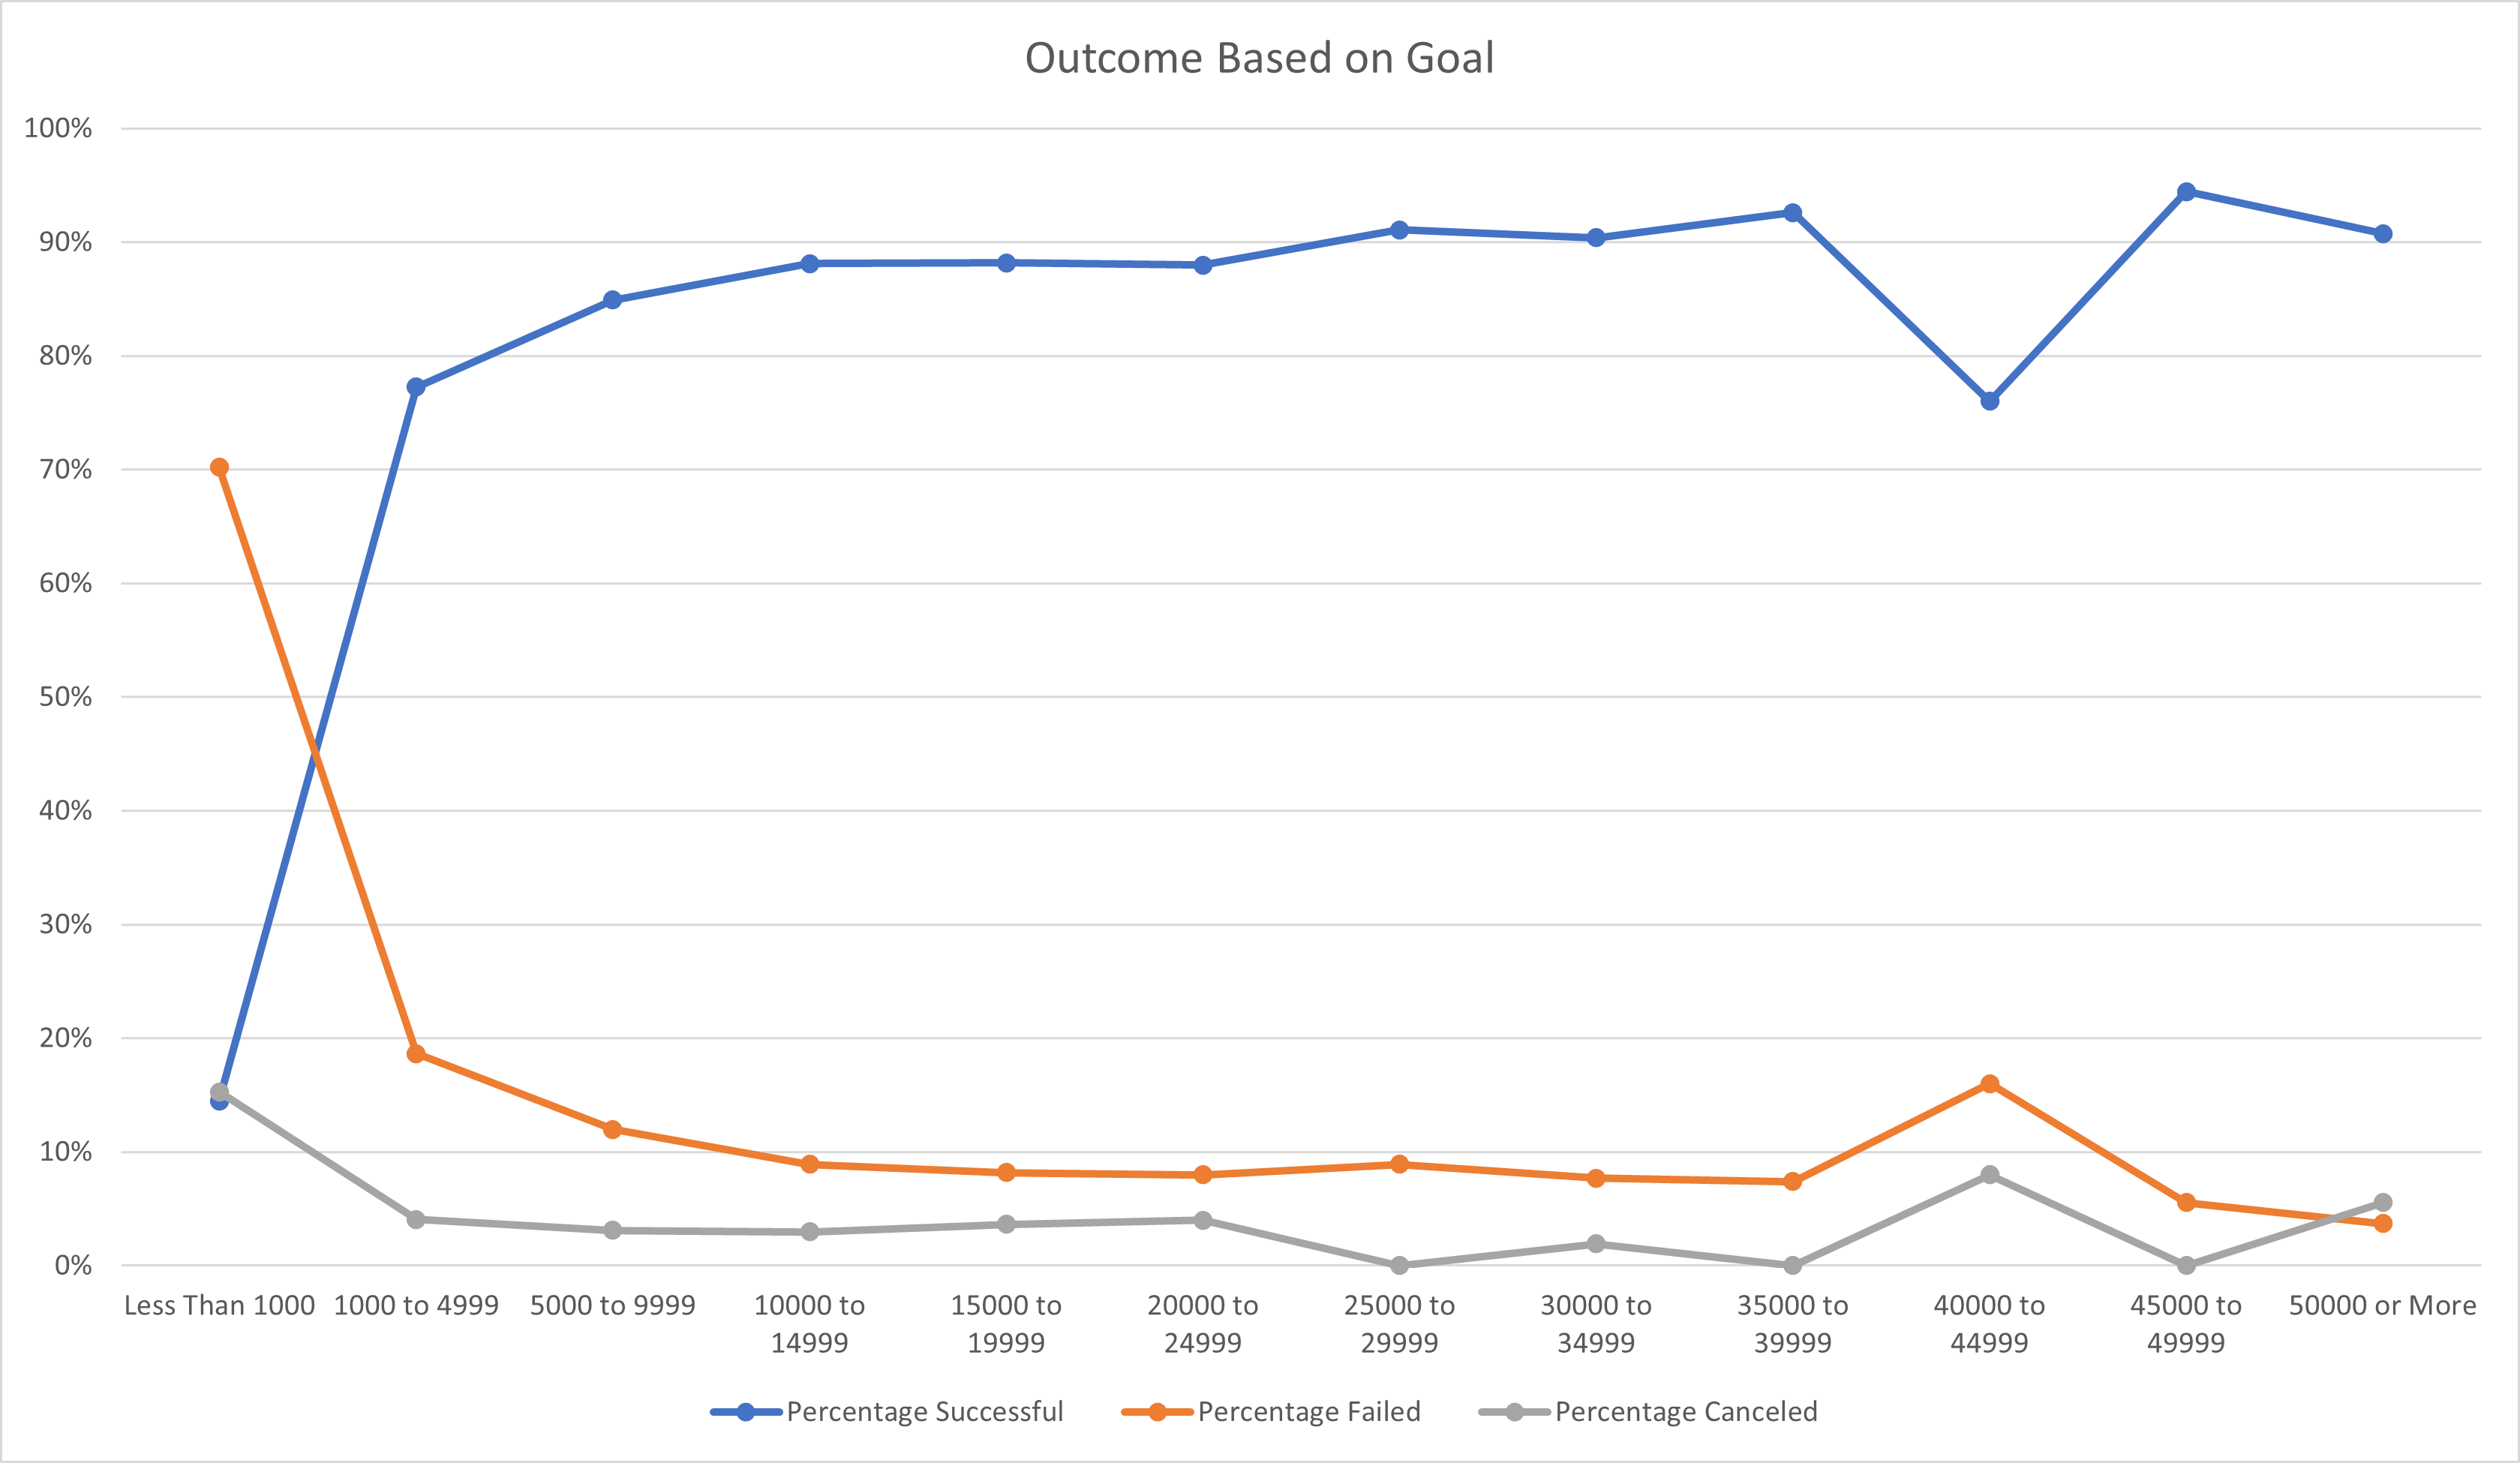 Outcome Based on Goal
100%
90%
80%
70%
60%
50%
40%
30%
20%
10%
0%
Less Than 1000
1000 to 4999
5000 to 9999
10000 to
14999
15000 to
19999
20000 to
24999
25000 to
29999
30000 to
34999
35000 to
39999
40000 to
44999
45000 to
49999
50000 or More
Percentage Successful
Percentage Failed
Percentage Canceled